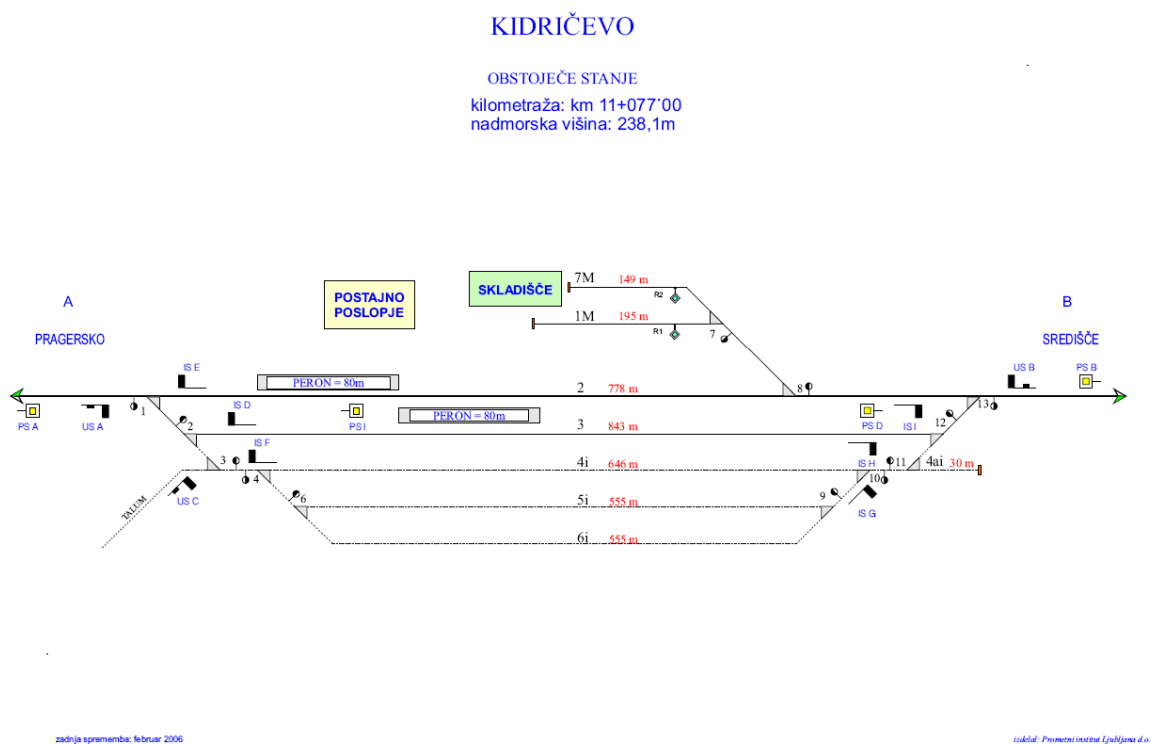 KIDRIČEVO
OBSTOJEČE STANJE
kilometraža: km 11+077˙00
nadmorska višina: 238,1m
7M 149 m
SKLADIŠČE
R2
A
POSTAJNO
POSLOPJE
B
1M 195 m
R1
7
PRAGERSKO
SREDIŠČE
IS E
US B
PS B
PERON = 80m
2 778 m
8
IS D
1
13
PERON = 80m
PS A
US A
2
PS I
3 843 m
PS D
IS I
12
IS F
3
4i 646 m
IS H
11
4ai 30 m
4
10
US C
TALUM
6
5i 555 m
9
IS G
6i 555 m
zadnja sprememba: februar 2006
izdelal: Prometni institut Ljubljana d.o.